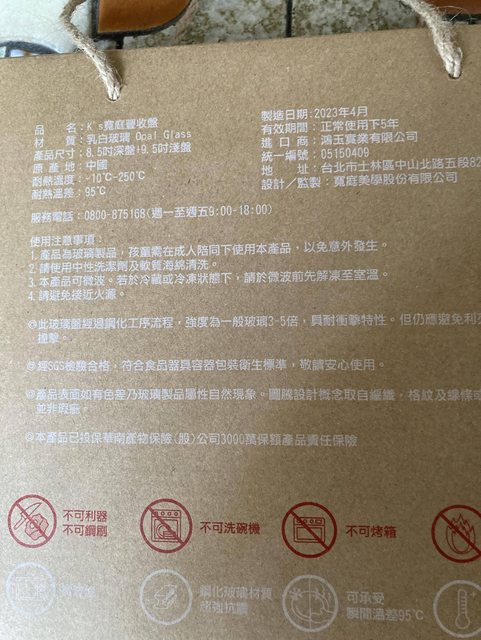 品　　名:K's寬庭豐收盤
材　　質:乳白玻璃 Opal Glass
產品尺寸:8.5吋深盤+9.5吋淺盤
原 產 地:中國
耐熱溫度:-10℃-250℃
耐熱溫差:95℃
製造日期:2023年4月
有效期間:正常使用下5年
進 口 商:鴻玉實業有限公司
統一編號:05150409
地　　址:台北市士林區中山北路五段82
設計/監製:寬庭美學股份有限公司
服務電話:0800-875168(週一至週五9:00-18:00)
使用注意事項:
1.產品為玻璃製品,孩童需在成人陪同下使用本產品,以免意外發生。
2.請使用中性洗潔劑及軟質海綿清洗。
3.本產品可微波。若於冷藏或冷凍狀態下,請於微波前先解凍至室溫。
4.請避免接近火源。
◎此玻璃盤經過鋼化工序流程,強度為一般玻璃3-5倍,具耐衝擊特性。但仍應避免利
撞擊。
◎經SGS檢驗合格,符合食品器具容器包裝衛生標準,敬請安心使用。
◎產品表面如有色差乃玻璃製品屬性自然現象。圖騰設計概念取自編織,格紋及線條或
並非瑕疵。
◎本產品已投保華南產物保險(股)公司3000萬保額產品責任保險
不可利器
不可鋼刷
不可洗碗機
不可烤箱
鋼化玻璃材質
超強抗震
可承受
瞬間溫差95℃